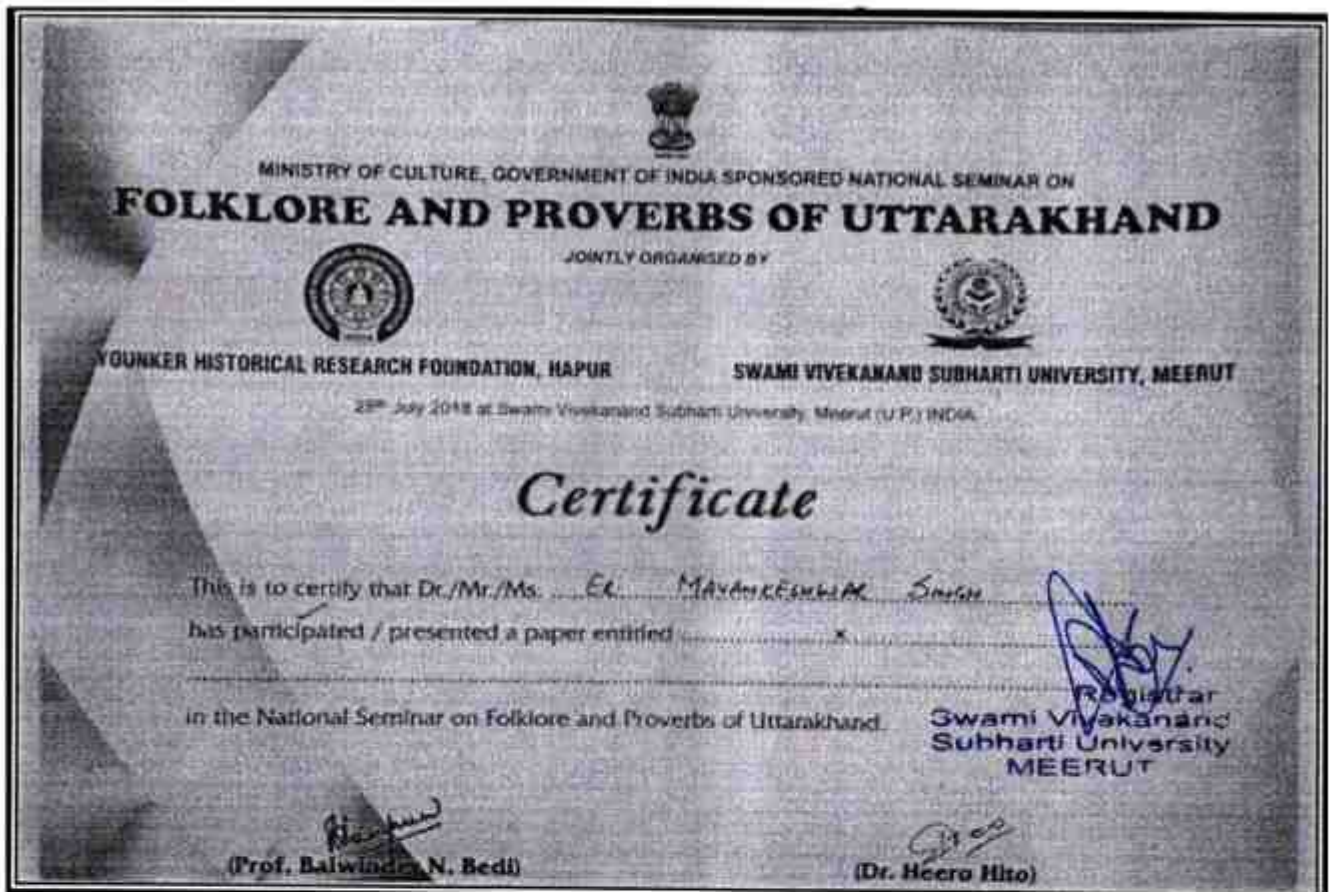 MINISTRY OF CULTURE, GOVERNMENT OF INDIA SPONSORED NATIONAL SEMINAR ON
FOLKLORE AND PROVERBS OF UTTARAKHAND
JOINTLY ORGANISED BY
YOUNKER HISTORICAL RESEARCH FOUNDATION, HAPUR
SWAMI VIVEKANAND SUBHARTI UNIVERSITY, MEERUT
July 2018 at Swami Vivekanand Subharti University, Meerut (U.P.) INDIA
Certificate
This is to certify that Dr./Mr./Ms. ER. MAYANKESHWAR SINGH
has participated / presented a paper entitled x
in the National Seminar on Folklore and Proverbs of Uttarakhand.
Registrar
Swami Vivakanand
Subharti University
MEERUT
(Prof. Balwinder N. Bedi)
(Dr. Heero Hito)